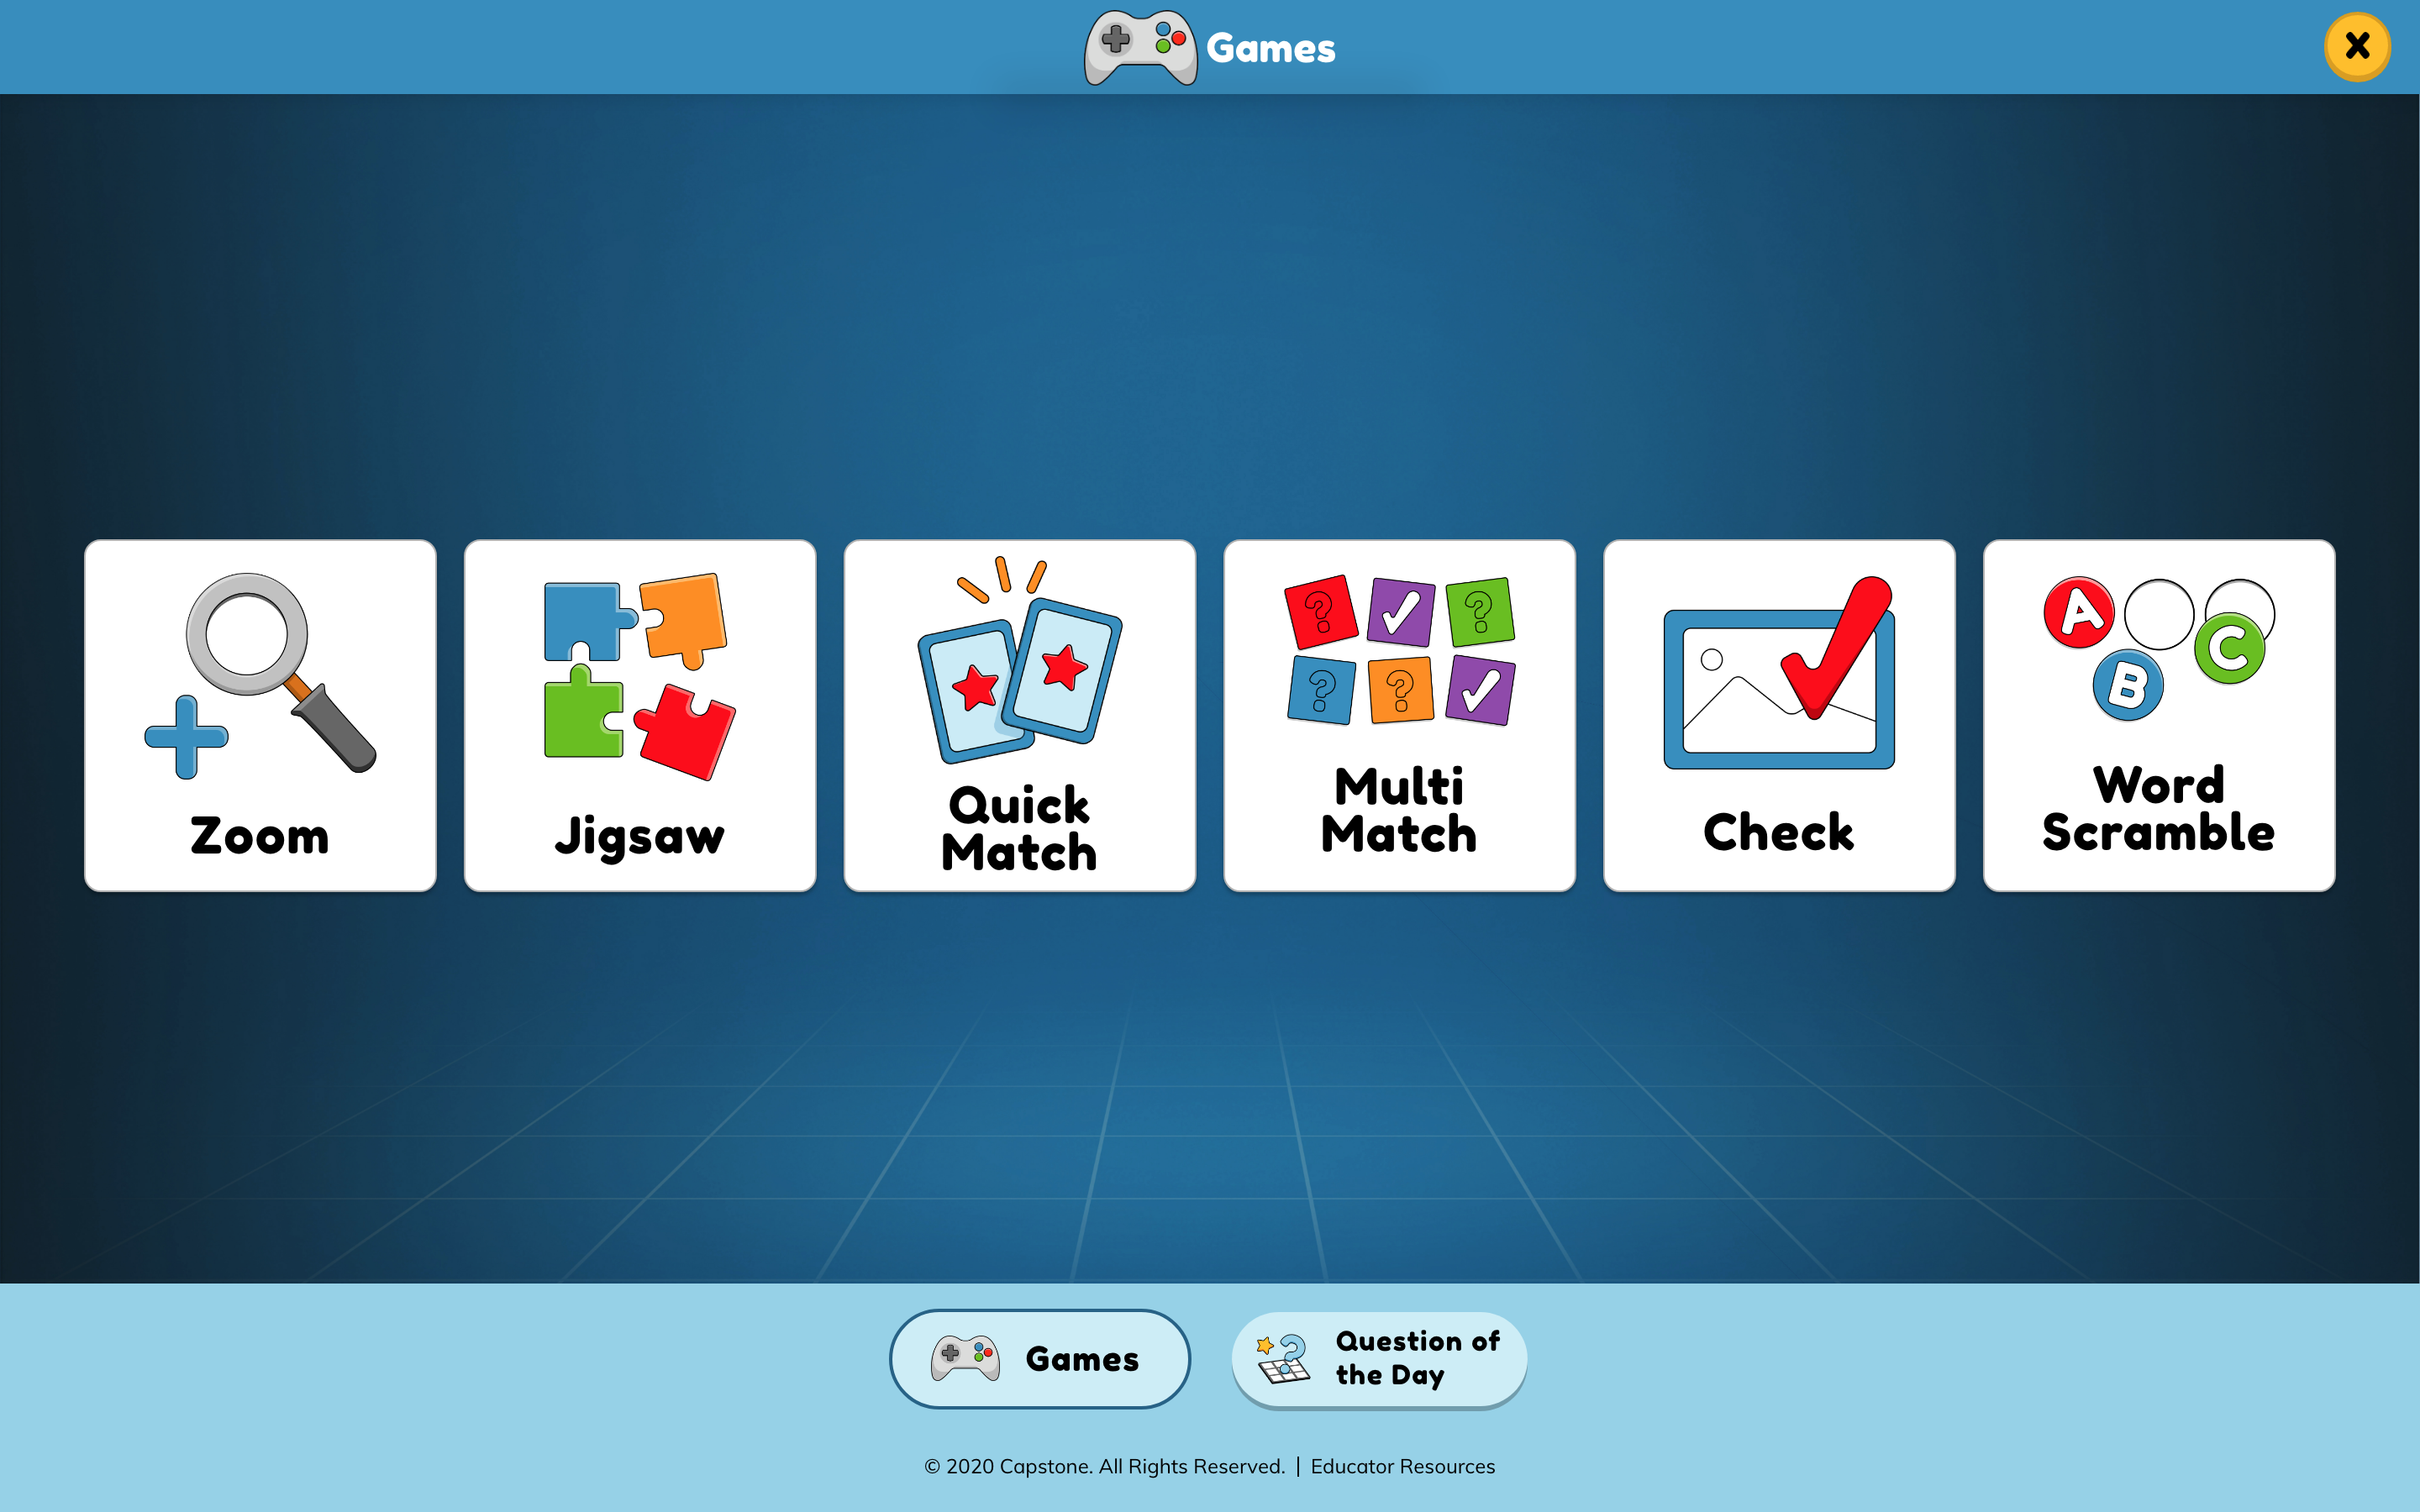 Games
X
Zoom
Jigsaw
Quick
Match
? ?
? ?
Multi
Match
Check
A
C
B
Word
Scramble
Games
?
Question of
the Day
© 2020 Capstone. All Rights Reserved. | Educator Resources